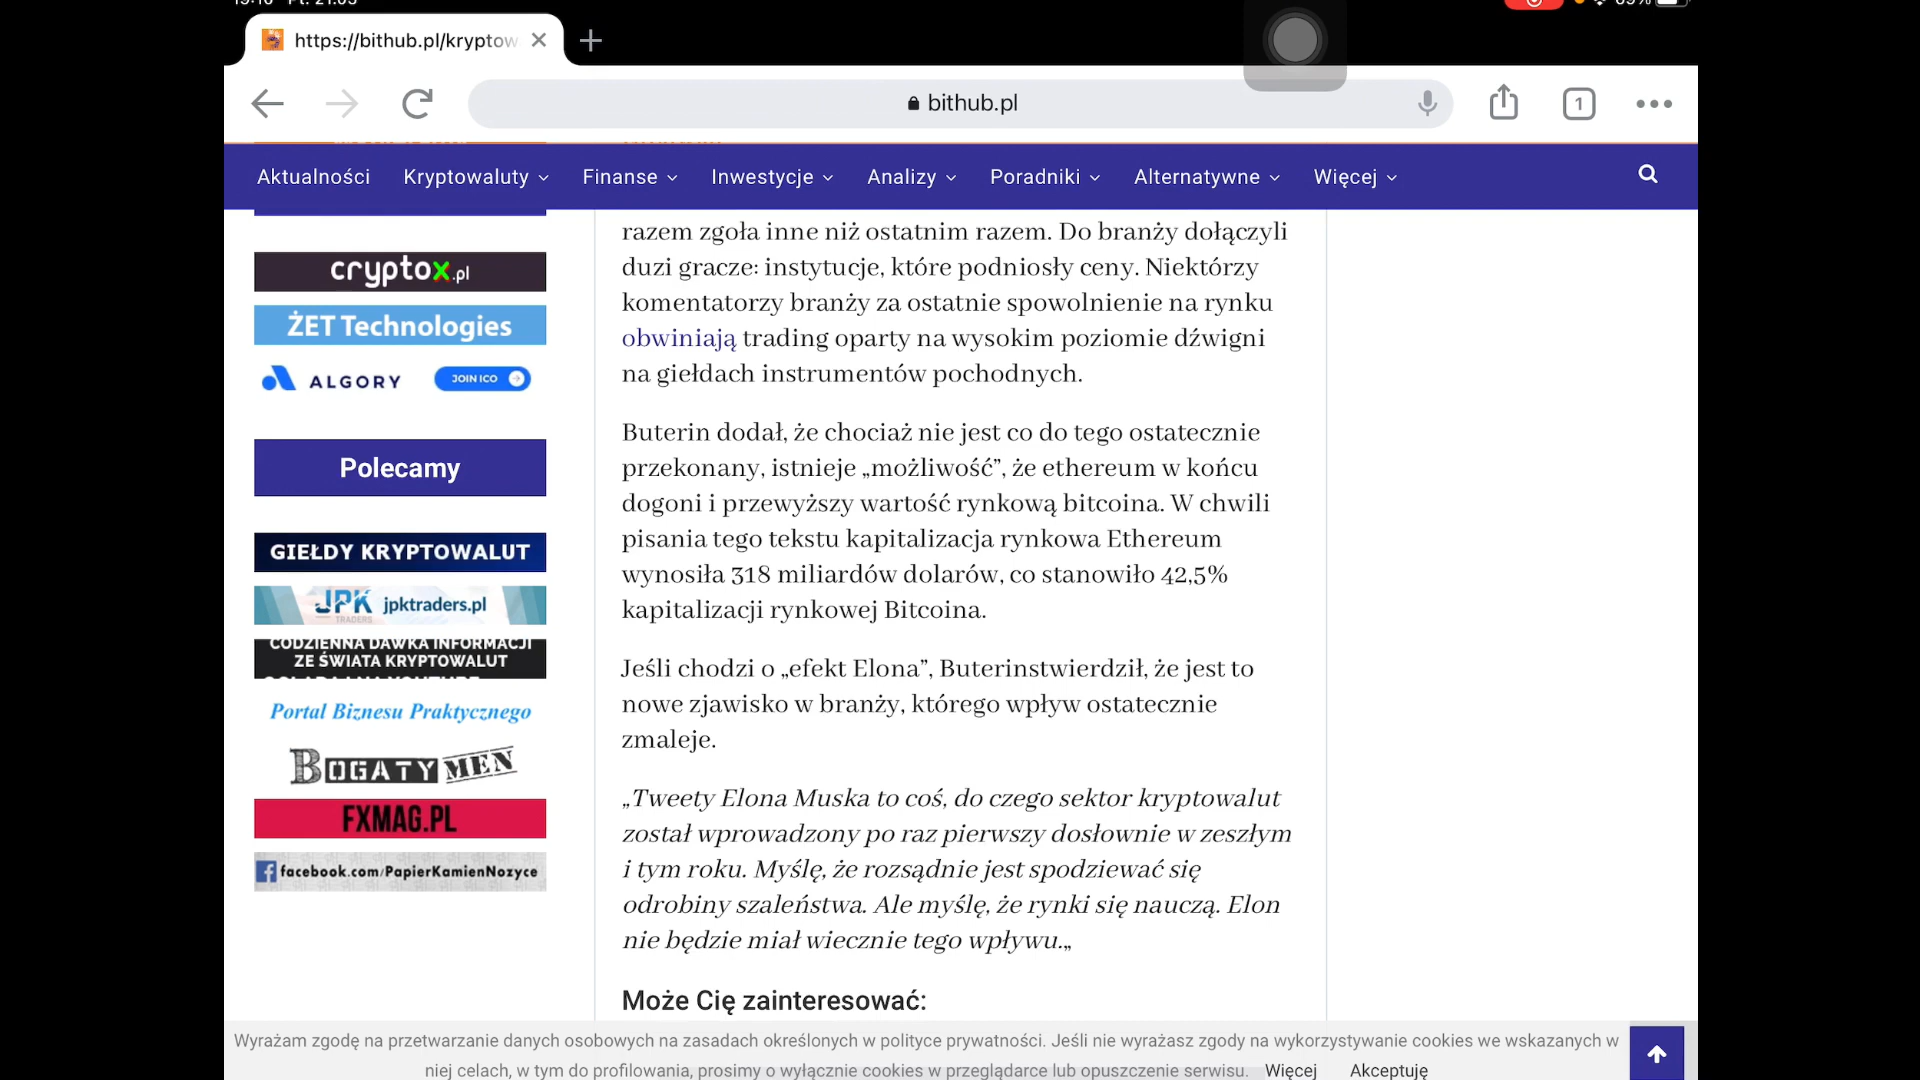 https://bithub.pl/kryptow
bithub.pl
1
Aktualności Kryptowaluty Finanse Inwestycje Analizy Poradniki Alternatywne Więcej
cryptox.pl
ŻET Technologies
ALGORY JOIN ICO
Polecamy
GIEŁDY KRYPTOWALUT
JPK TRADERS jpktraders.pl
CODZIENNA DAWKA INFORMACJI
ZE ŚWIATA KRYPTOWALUT
Portal Biznesu Praktycznego
BOGATY MEN
FXMAG.PL
facebook.com/PapierKamienNozyce
razem zgoła inne niż ostatnim razem. Do branży dołączyli
duzi gracze: instytucje, które podniosły ceny. Niektórzy
komentatorzy branży za ostatnie spowolnienie na rynku
obwiniają trading oparty na wysokim poziomie dźwigni
na giełdach instrumentów pochodnych.
Buterin dodał, że chociaż nie jest co do tego ostatecznie
przekonany, istnieje „możliwość”, że ethereum w końcu
dogoni i przewyższy wartość rynkową bitcoina. W chwili
pisania tego tekstu kapitalizacja rynkowa Ethereum
wynosiła 318 miliardów dolarów, co stanowiło 42,5%
kapitalizacji rynkowej Bitcoina.
Jeśli chodzi o „efekt Elona”, Buterinstwierdził, że jest to
nowe zjawisko w branży, którego wpływ ostatecznie
zmaleje.
„Tweety Elona Muska to coś, do czego sektor kryptowalut
został wprowadzony po raz pierwszy dosłownie w zeszłym
i tym roku. Myślę, że rozsądnie jest spodziewać się
odrobiny szaleństwa. Ale myślę, że rynki się nauczą. Elon
nie będzie miał wiecznie tego wpływu.„
Może Cię zainteresować:
Wyrażam zgodę na przetwarzanie danych osobowych na zasadach określonych w polityce prywatności. Jeśli nie wyrażasz zgody na wykorzystywanie cookies we wskazanych w
niej celach, w tym do profilowania, prosimy o wyłącznie cookies w przeglądarce lub opuszczenie serwisu. Więcej Akceptuję